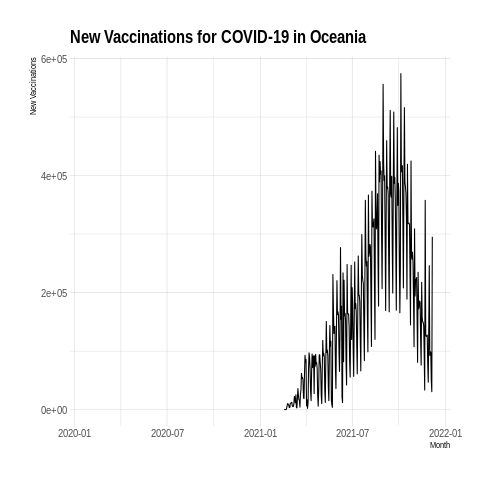 New Vaccinations for COVID-19 in Oceania
New Vaccinations
6e+05
4e+05
2e+05
0e+00
2020-01 2020-07 2021-01 2021-07 2022-01
Month